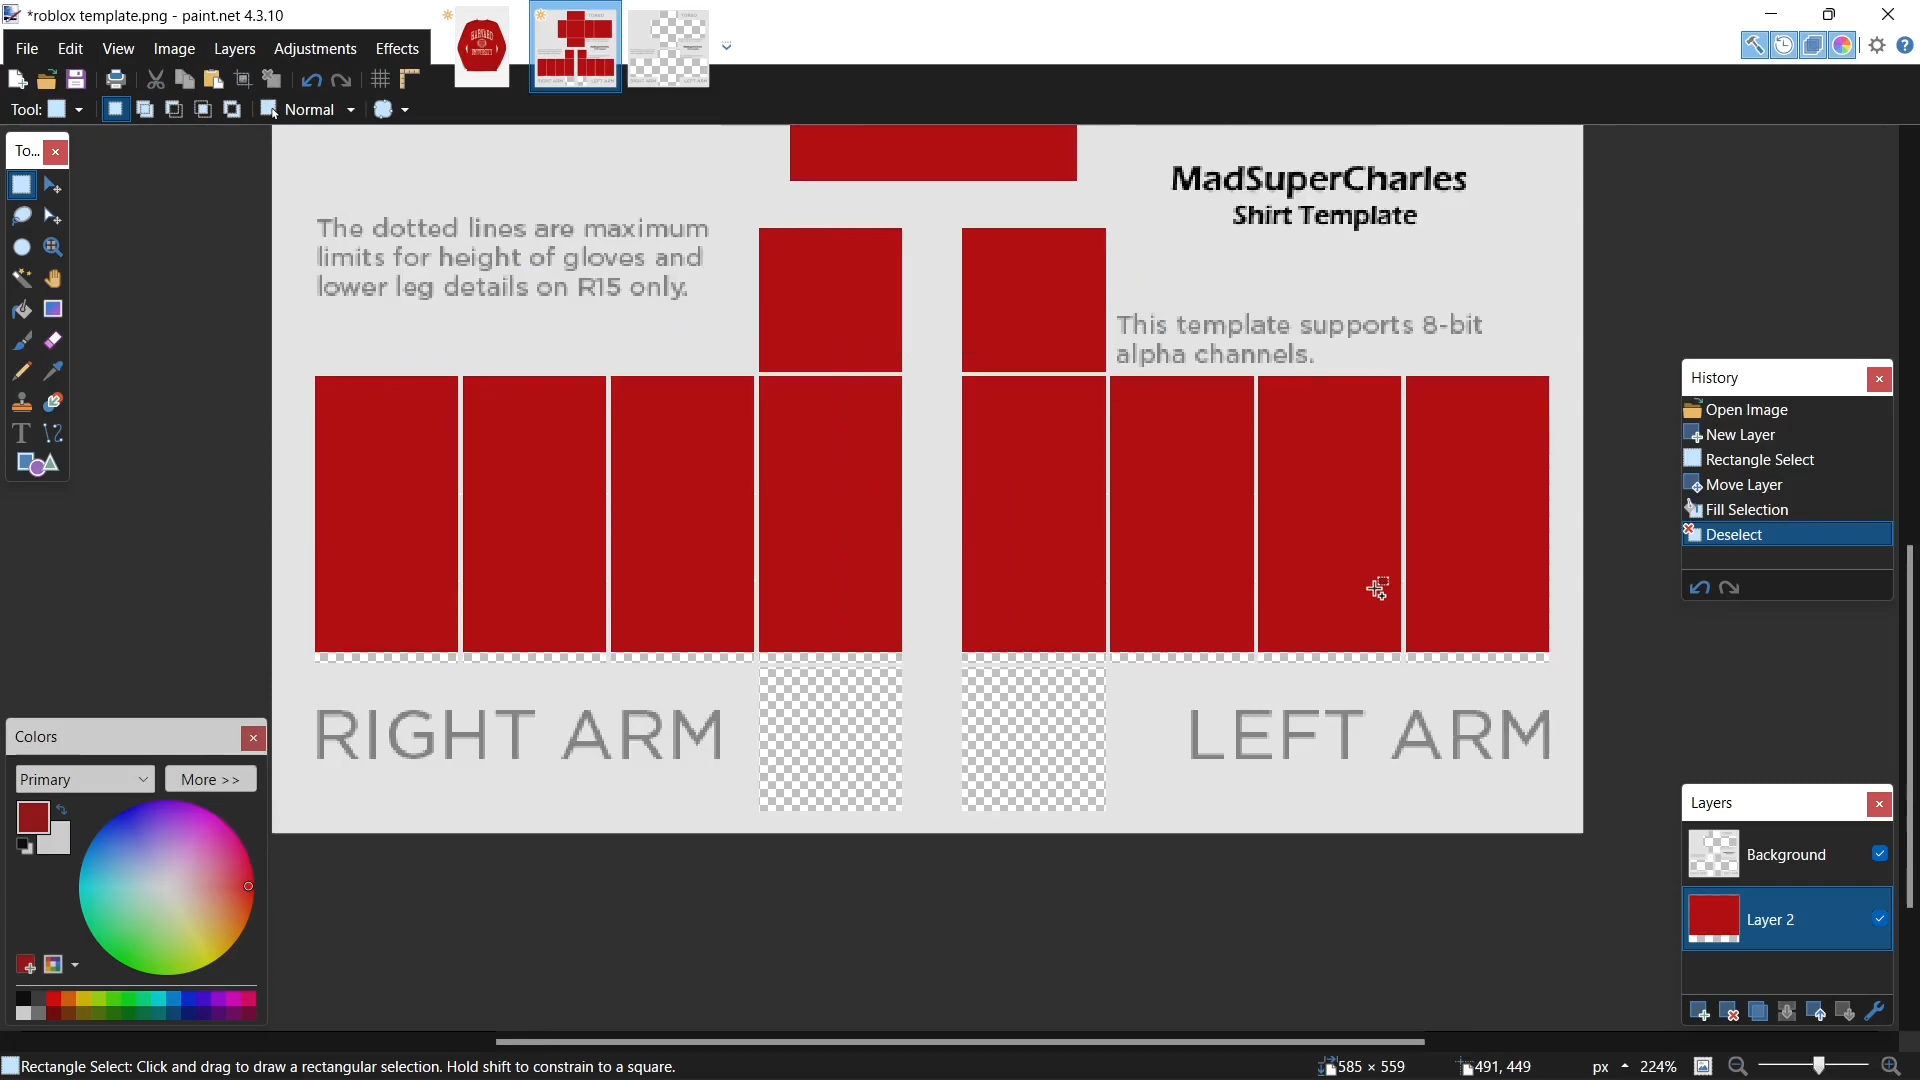 *roblox template.png - paint.net 4.3.10
File Edit View Image Layers Adjustments Effects
HARVARD
UNIVERSITY
Tool: Normal
To...
MadSuperCharles
Shirt Template
The dotted lines are maximum
limits for height of gloves and
lower leg details on R15 only.
This template supports 8-bit
alpha channels.
History
Open Image
New Layer
Rectangle Select
Move Layer
Fill Selection
Deselect
RIGHT ARM
LEFT ARM
Colors
Primary
More >>
Layers
Background
Layer 2
Rectangle Select: Click and drag to draw a rectangular selection. Hold shift to constrain to a square.
585 × 559
491, 449
px
224%